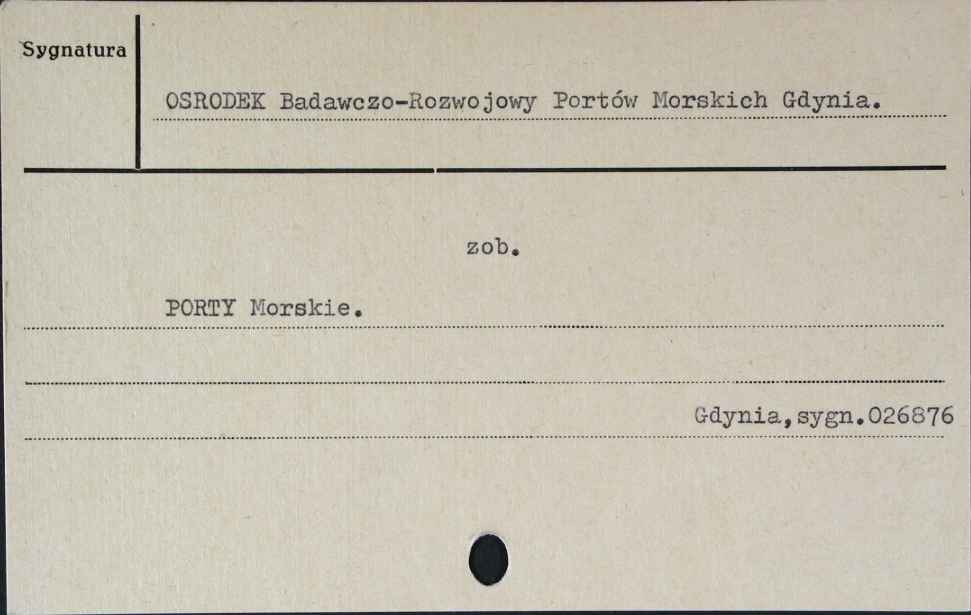 Sygnatura
OSRODEK Badawczo-Rozwojowy Portów Morskich Gdynia.
zob.
PORTY Morskie.
Gdynia,sygn.026876